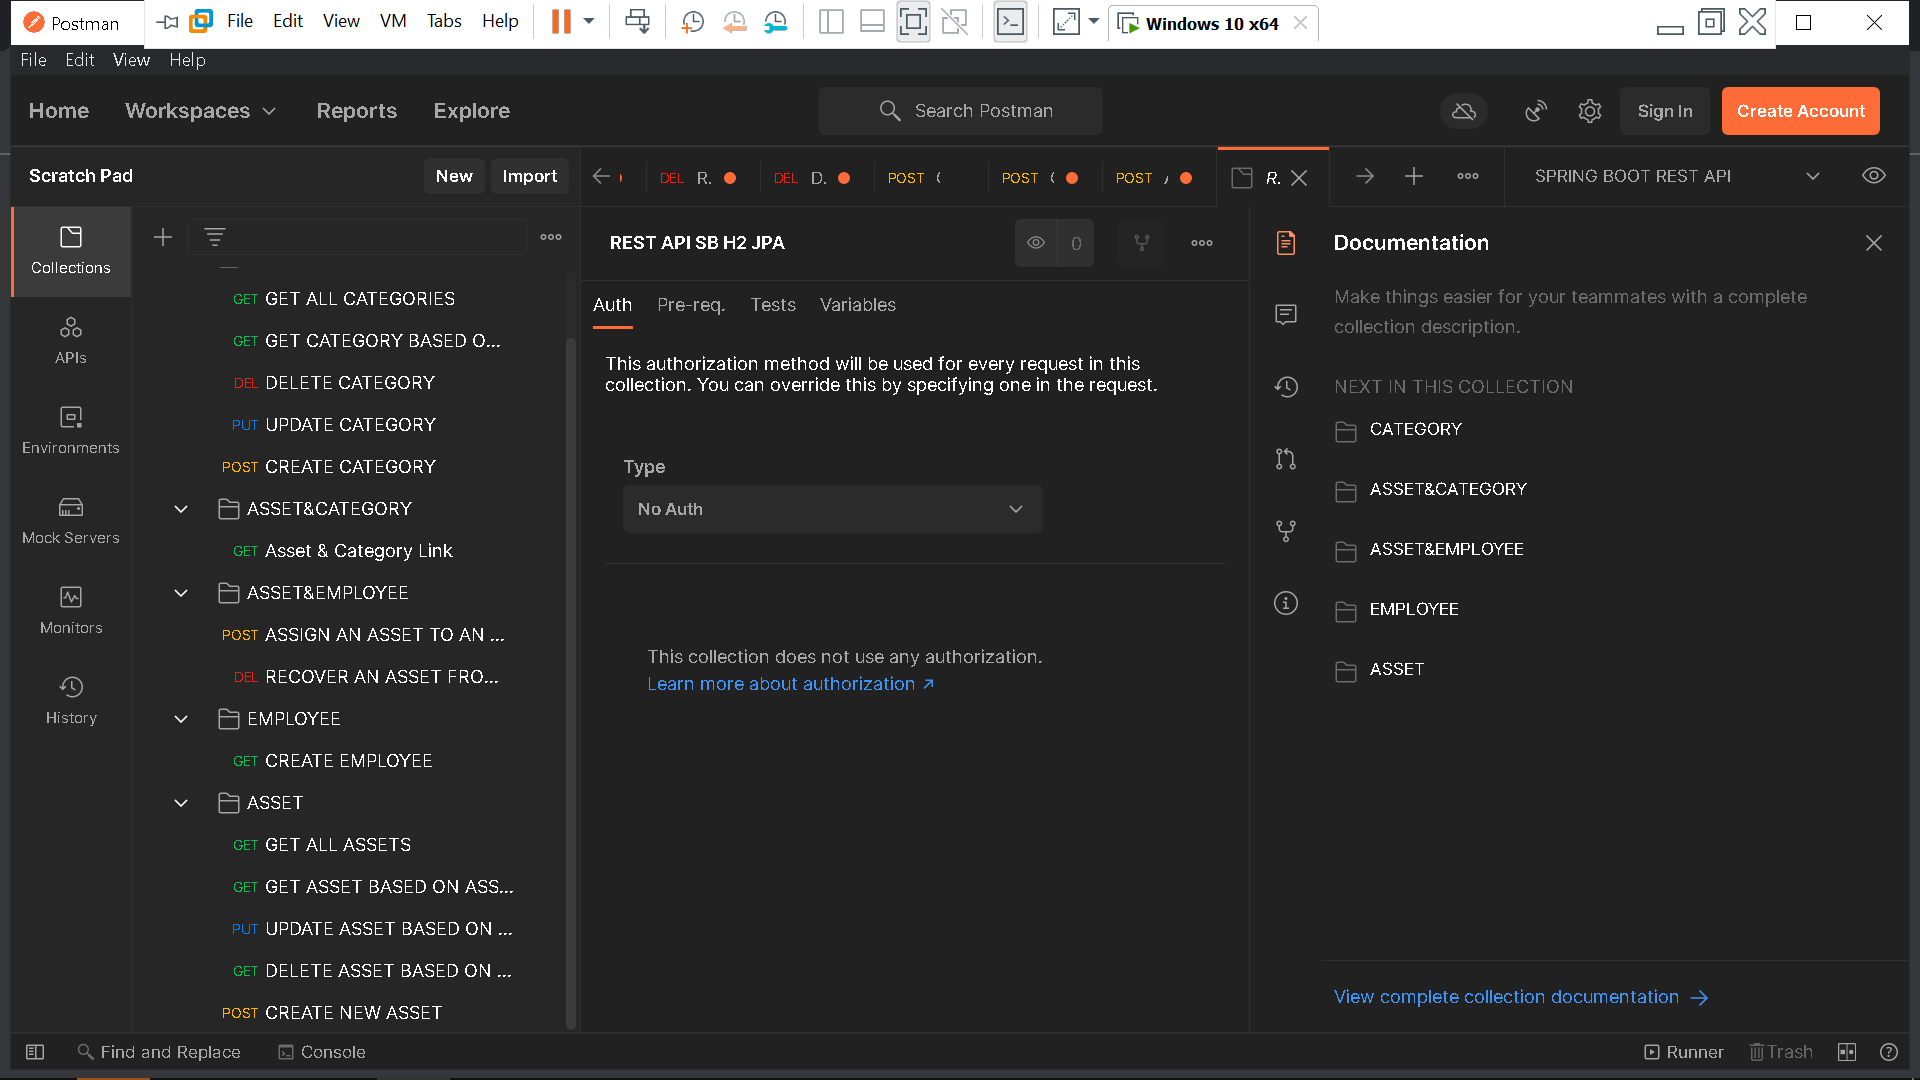 Postman
File Edit View VM Tabs Help
Windows 10 x64
File Edit View Help
Home Workspaces Reports Explore
Search Postman
Sign In
Create Account
Scratch Pad
New
Import
DEL R.
DEL D.
POST
POST
POST
R.
SPRING BOOT REST API
Collections
APIs
Environments
Mock Servers
Monitors
History
GET GET ALL CATEGORIES
GET GET CATEGORY BASED O...
DEL DELETE CATEGORY
PUT UPDATE CATEGORY
POST CREATE CATEGORY
ASSET&CATEGORY
GET Asset & Category Link
ASSET&EMPLOYEE
POST ASSIGN AN ASSET TO AN ...
DEL RECOVER AN ASSET FRO...
EMPLOYEE
GET CREATE EMPLOYEE
ASSET
GET GET ALL ASSETS
GET GET ASSET BASED ON ASS...
PUT UPDATE ASSET BASED ON ...
GET DELETE ASSET BASED ON ...
POST CREATE NEW ASSET
REST API SB H2 JPA
0
Auth Pre-req. Tests Variables
This authorization method will be used for every request in this
collection. You can override this by specifying one in the request.
Type
No Auth
This collection does not use any authorization.
Learn more about authorization ↗
Documentation
Make things easier for your teammates with a complete
collection description.
NEXT IN THIS COLLECTION
CATEGORY
ASSET&CATEGORY
ASSET&EMPLOYEE
EMPLOYEE
ASSET
View complete collection documentation →
Find and Replace
Console
Runner
Trash